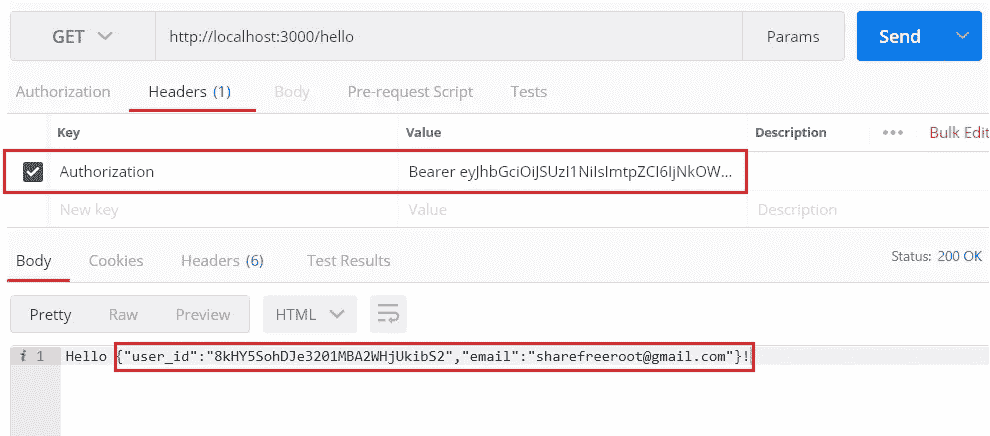 GET http://localhost:3000/hello Params Send
Authorization Headers (1) Body Pre-request Script Tests
Key Value Description Bulk Edit
Authorization Bearer eyJhbGciOiJSUzI1NiIsImtpZCI6IjNkOW...
New key Value Description
Body Cookies Headers (6) Test Results Status: 200 OK
Pretty Raw Preview HTML
i 1 Hello {"user_id":"8kHY5SohDJe3201MBA2WHjUkibS2","email":"sharefreeroot@gmail.com"}!